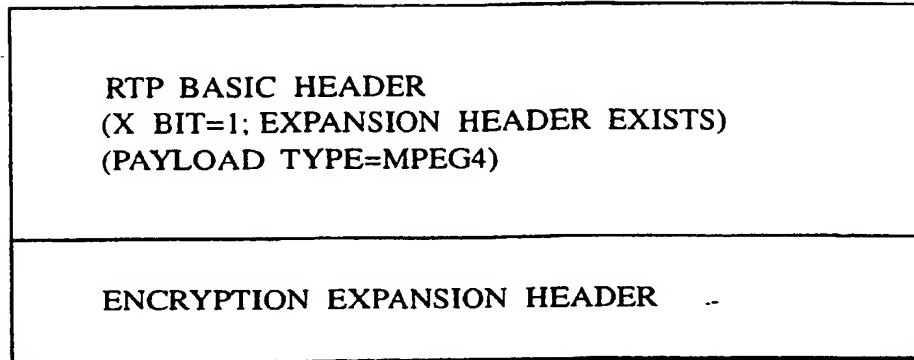 RTP BASIC HEADER
(X BIT=1; EXPANSION HEADER EXISTS)
(PAYLOAD TYPE=MPEG4)
ENCRYPTION EXPANSION HEADER